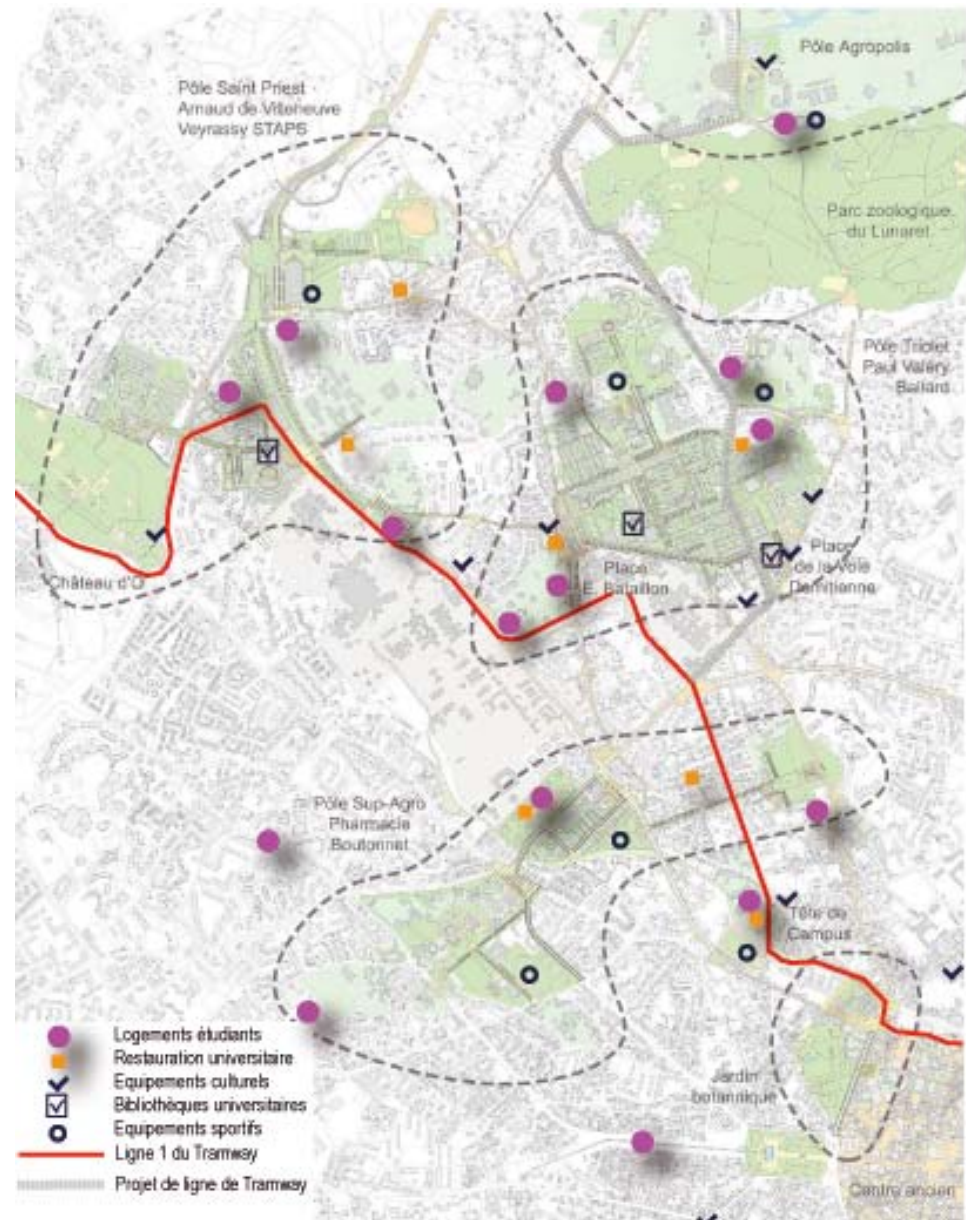 Pôle Agropolis
Pôle Saint Priest
Arnaud de Villeneuve
Veyrassy STAPS
Parc zoologique
du Lunaret
Pôle Triolet
Paul Valéry
Ballard
Château d'O
Place
E. Bataillon
Place
de la Voie
Domitienne
Pôle Sup-Agro
Pharmacie
Boutonnet
Tête de
Campus
Jardin
botannique
Centre ancien
Logements étudiants
Restauration universitaire
Equipements culturels
Bibliothèques universitaires
Equipements sportifs
Ligne 1 du Tramway
Projet de ligne de Tramway